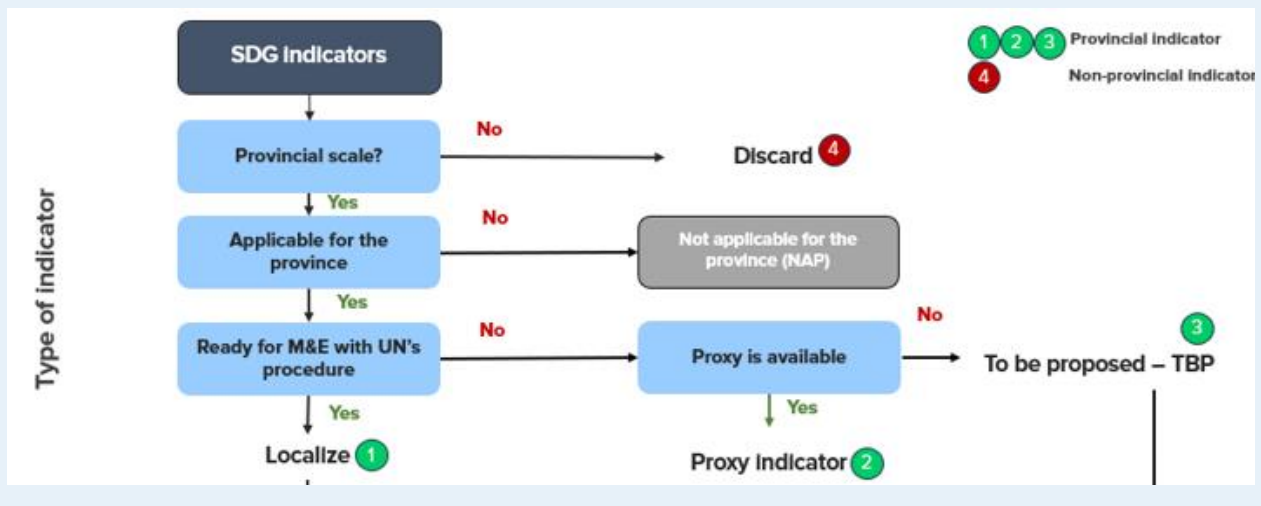 SDG Indicators
1 2 3 Provincial indicator
4 Non-provincial indicator
Provincial scale?
No
Discard 4
Yes
Applicable for the
province
No
Not applicable for the
province (NAP)
Yes
Ready for M&E with UN's
procedure
No
Proxy is available
No
3
To be proposed – TBP
Yes
Localize 1
Yes
Proxy indicator 2
Type of indicator